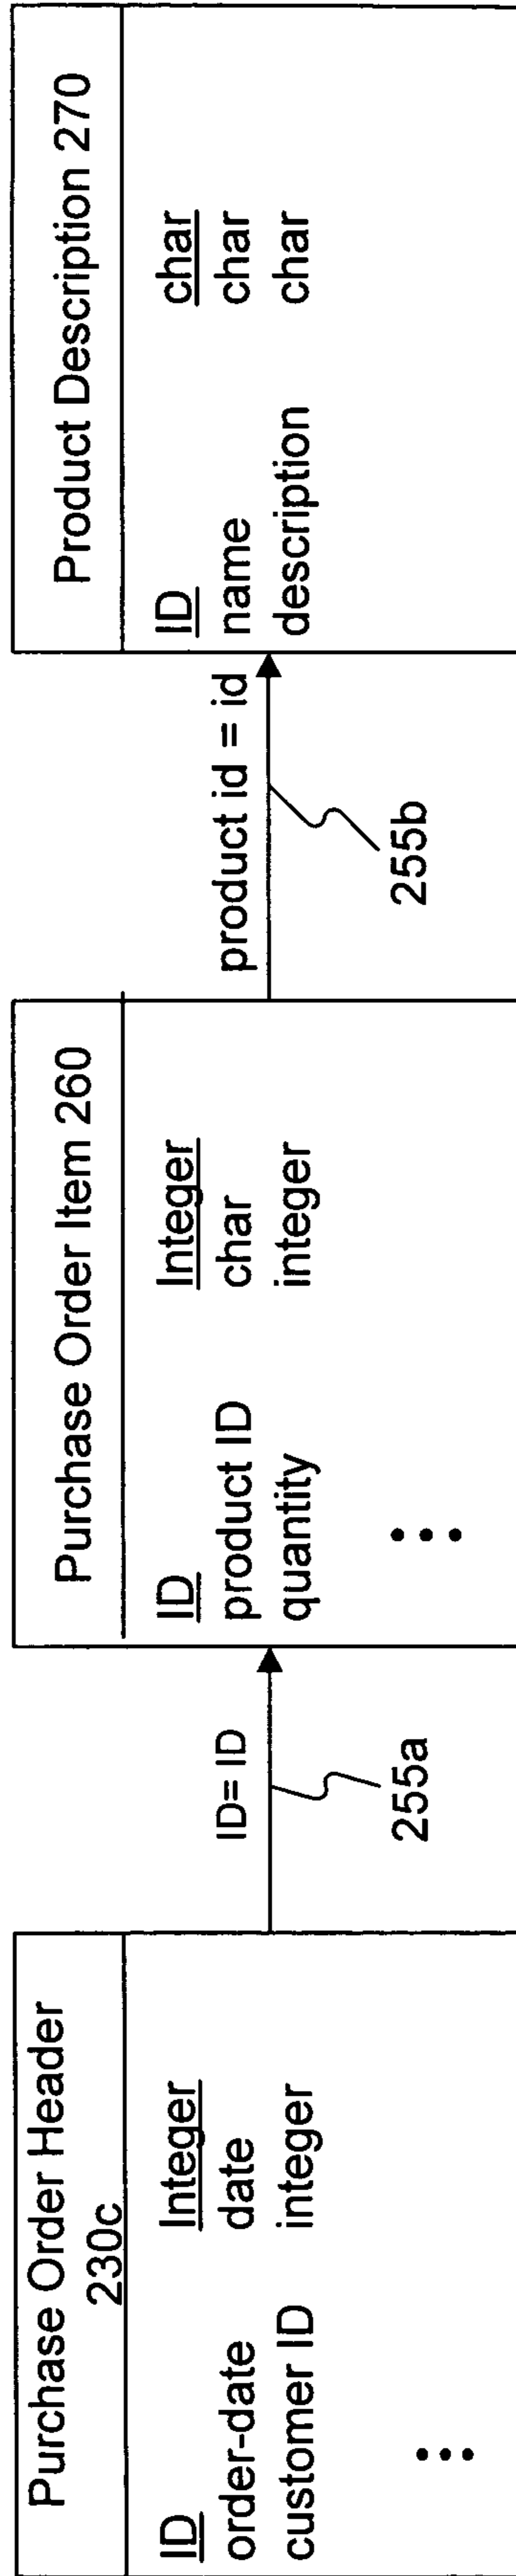 Purchase Order Header
230c
ID Integer
order-date date
customer ID integer
•••
ID= ID
255a
Purchase Order Item 260
ID Integer
product ID char
quantity integer
•••
product id = id
255b
Product Description 270
ID char
name char
description char